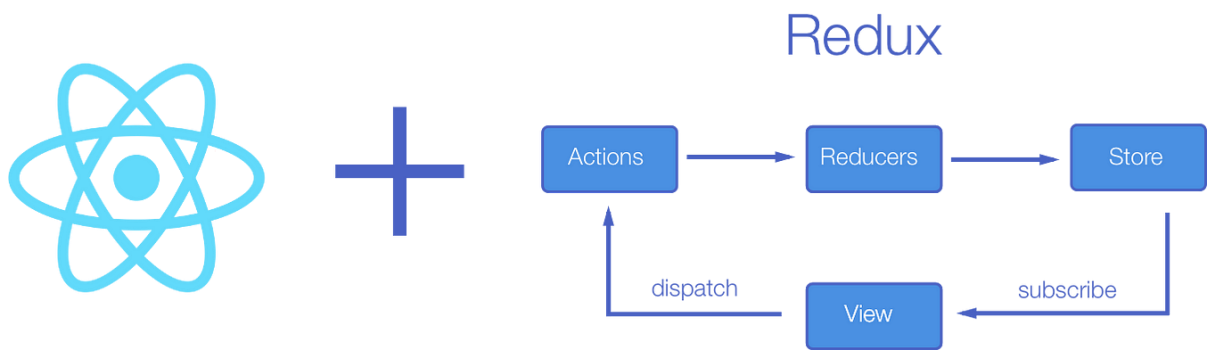 Redux
Actions
Reducers
Store
dispatch
subscribe
View